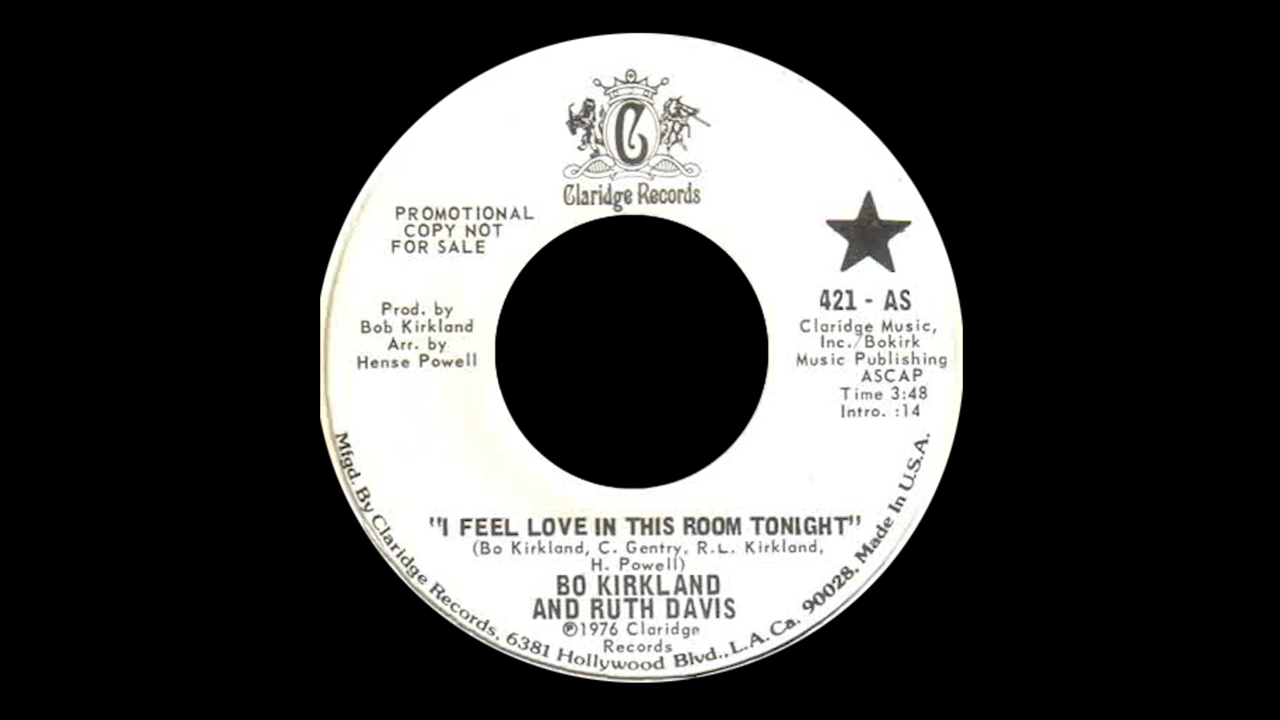 C
Claridge Records
PROMOTIONAL
COPY NOT
FOR SALE
Prod. by
Bob Kirkland
Arr. by
Hense Powell
421 - AS
Claridge Music,
Inc./Bokirk
Music Publishing
ASCAP
Time 3:48
Intro. :14
"I FEEL LOVE IN THIS ROOM TONIGHT"
(Bo Kirkland, C. Gentry, R.L. Kirkland,
H. Powell)
BO KIRKLAND
AND RUTH DAVIS
℗1976 Claridge
Records
Mfgd. By Claridge Records, 6381 Hollywood Blvd., L.A. Ca. 90028. Made In U.S.A.